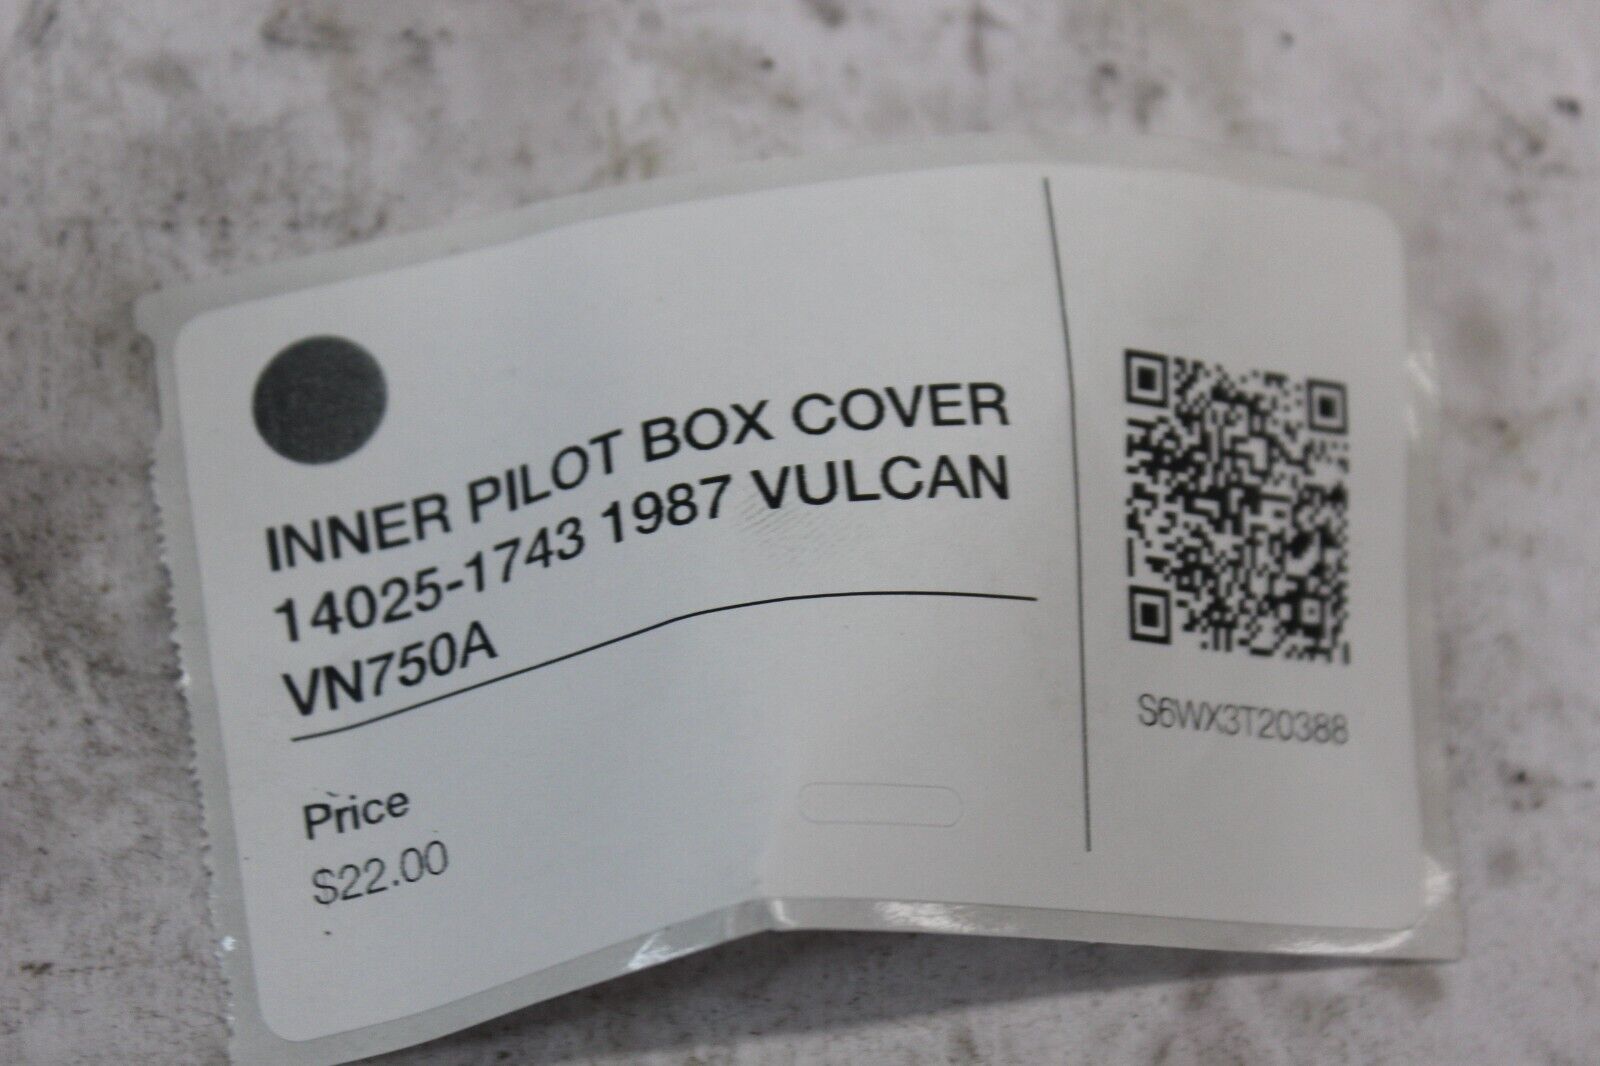 INNER PILOT BOX COVER
14025-1743 1987 VULCAN
VN750A
Price
$22.00
S6WX3T20388